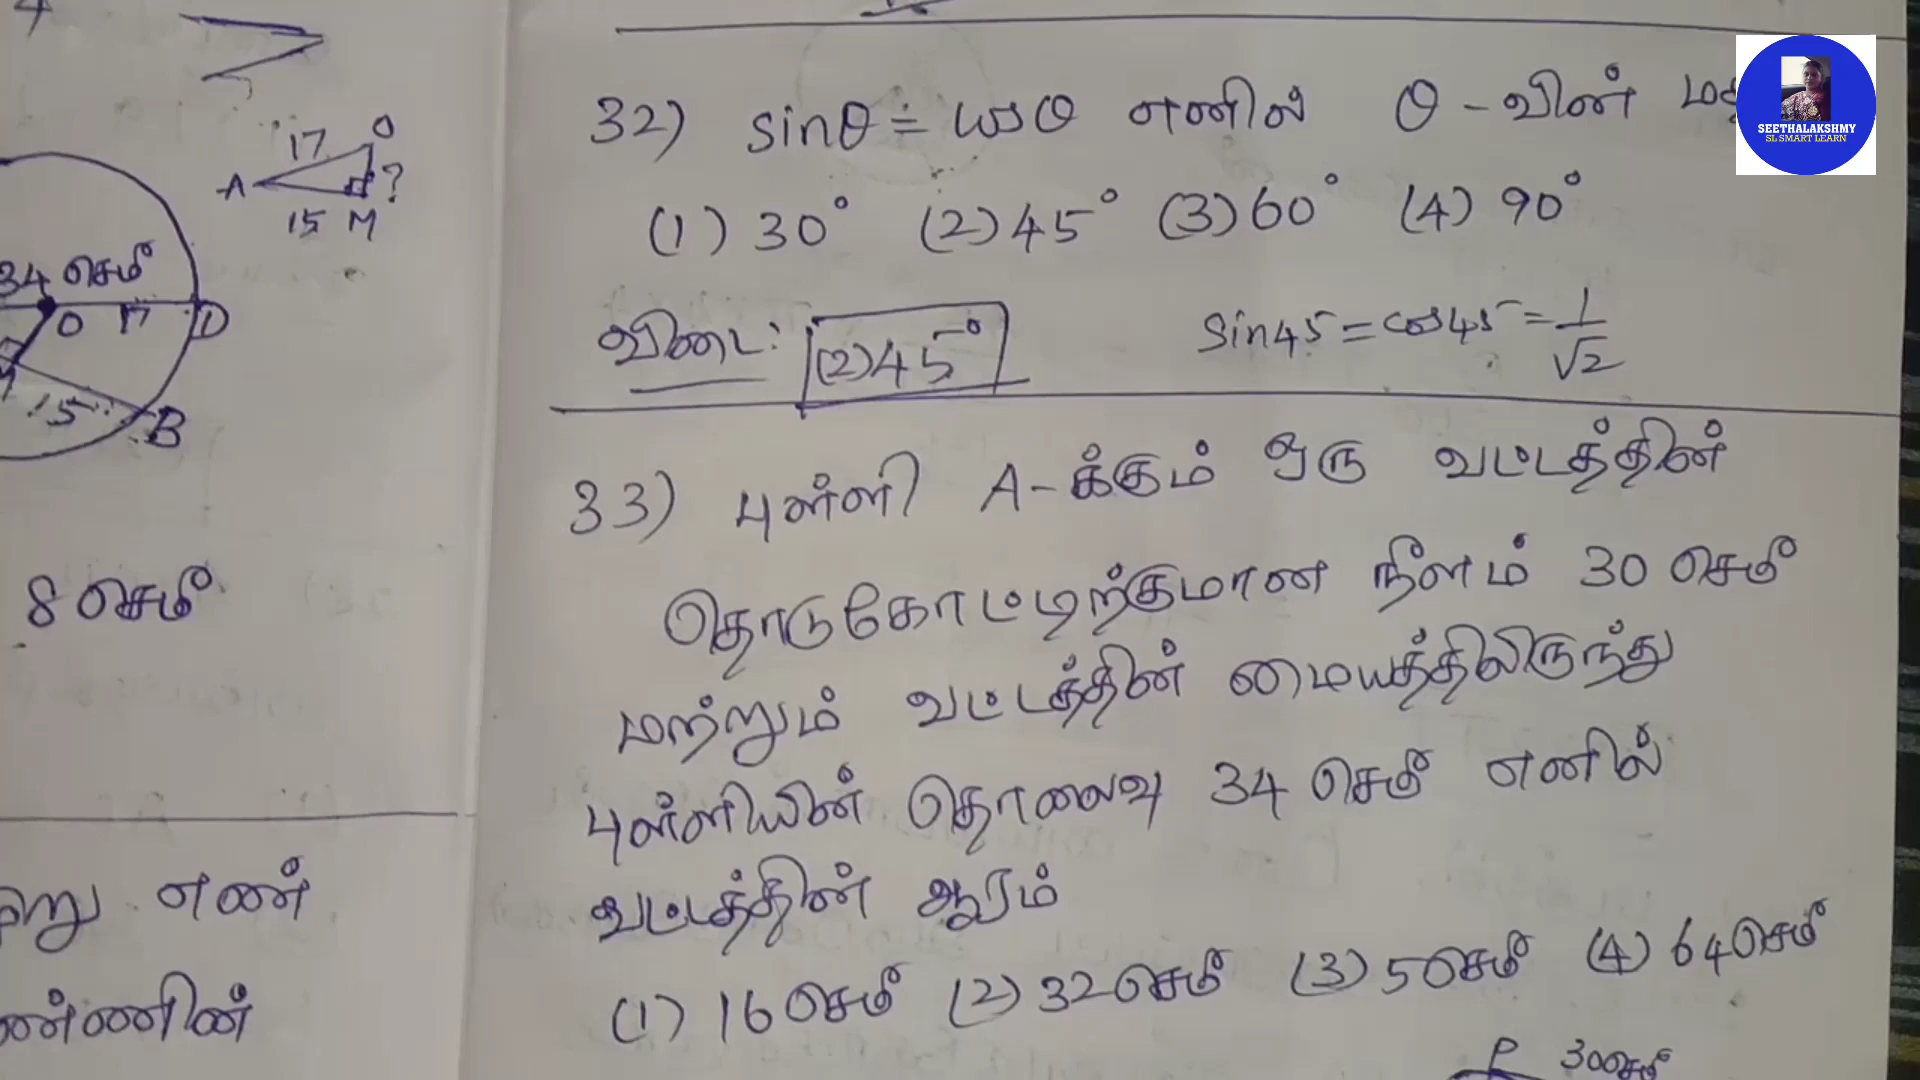 17 O
A ?
15 M
34 செமீ
O 17 D
15 B
8 செமீ
எண்
32) sinθ = cosθ எனில் θ - வின்
(1) 30° (2) 45° (3) 60° (4) 90°
விடை: (2) 45° sin45 = cos45 = 1/√2
33) புள்ளி A-க்கும் ஒரு வட்டத்தின்
தொடுகோட்டிற்குமான நீளம் 30 செமீ
மற்றும் வட்டத்தின் மையத்திலிருந்து
புள்ளியின் தொலைவு 34 செமீ எனில்
வட்டத்தின் ஆரம்
(1) 16 செமீ (2) 32 செமீ (3) 5 செமீ (4) 64 செமீ
P 30 செமீ
SEETHALAKSHMY
SL SMART LEARN